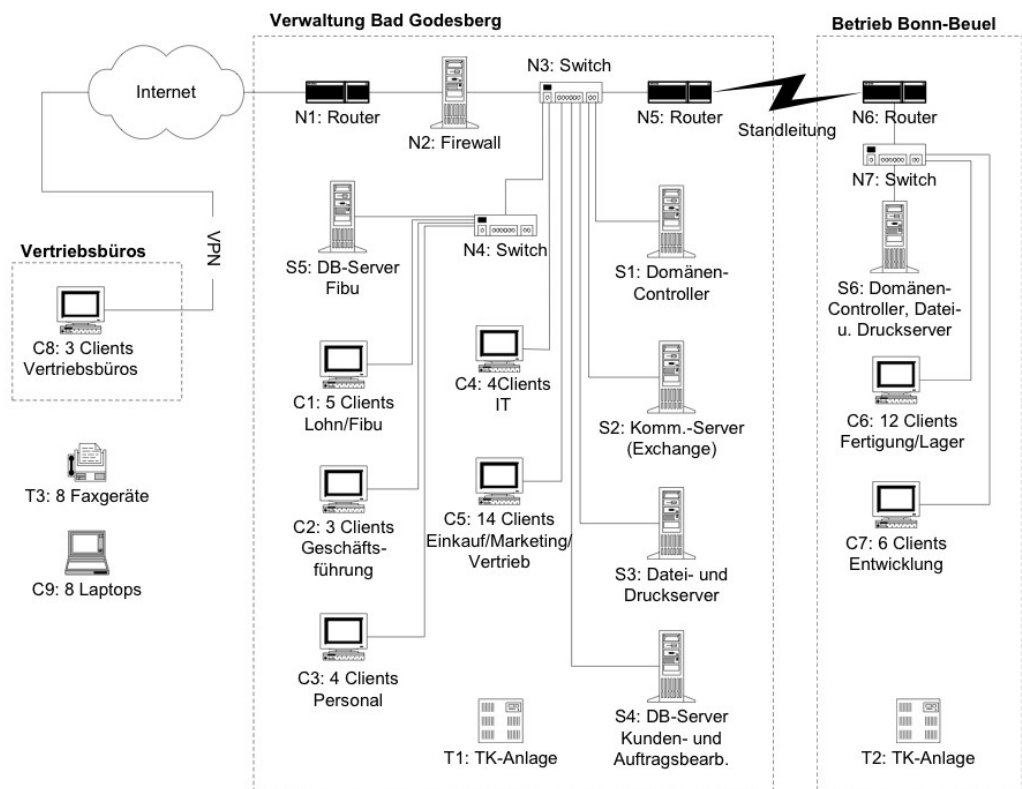 Verwaltung Bad Godesberg
Betrieb Bonn-Beuel
Internet
N1: Router
N2: Firewall
N3: Switch
N5: Router
Standleitung
N6: Router
N7: Switch
VPN
Vertriebsbüros
C8: 3 Clients
Vertriebsbüros
S5: DB-Server
Fibu
N4: Switch
S1: Domänen-
Controller
S6: Domänen-
Controller, Datei-
u. Druckserver
C1: 5 Clients
Lohn/Fibu
C4: 4Clients
IT
S2: Komm.-Server
(Exchange)
C6: 12 Clients
Fertigung/Lager
T3: 8 Faxgeräte
C2: 3 Clients
Geschäfts-
führung
C5: 14 Clients
Einkauf/Marketing/
Vertrieb
C7: 6 Clients
Entwicklung
C9: 8 Laptops
S3: Datei- und
Druckserver
C3: 4 Clients
Personal
S4: DB-Server
Kunden- und
Auftragsbearb.
T1: TK-Anlage
T2: TK-Anlage